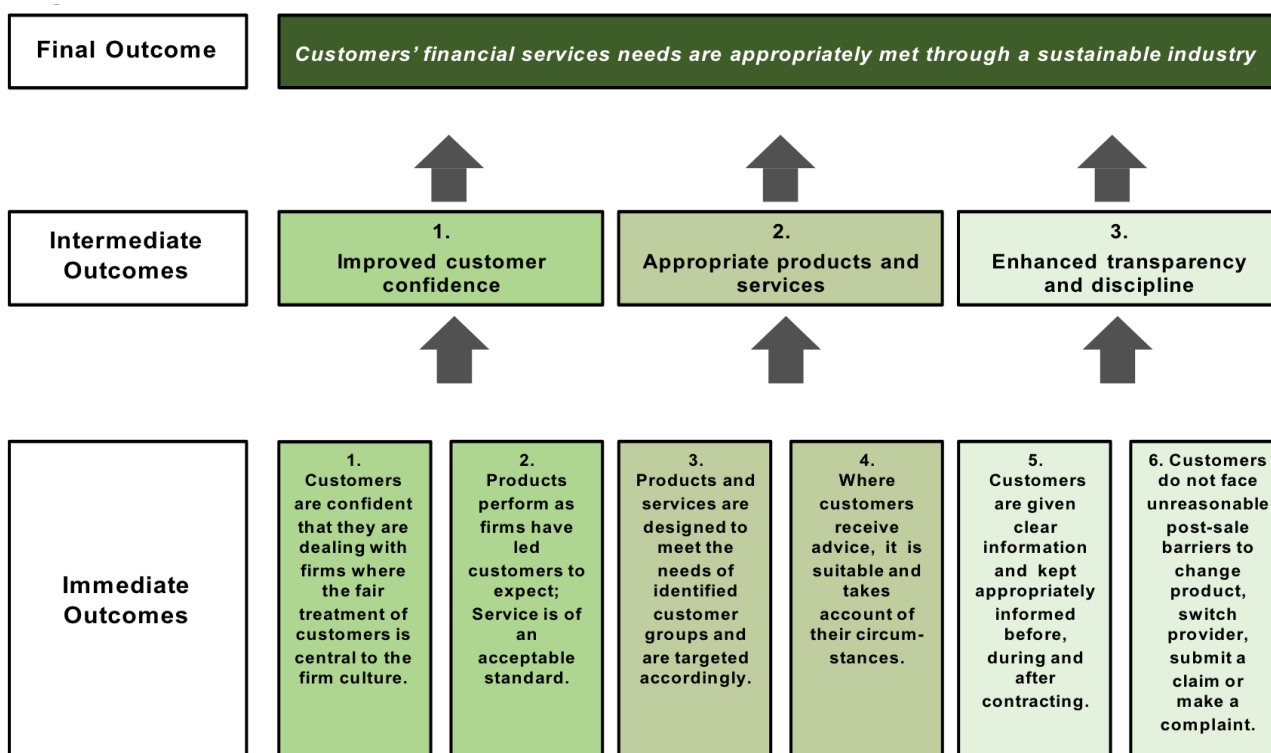 Final Outcome
Customers' financial services needs are appropriately met through a sustainable industry
Intermediate
Outcomes
1.
Improved customer
confidence
2.
Appropriate products and
services
3.
Enhanced transparency
and discipline
Immediate
Outcomes
1.
Customers
are confident
that they are
dealing with
firms where
the fair
treatment of
customers is
central to the
firm culture.
2.
Products
perform as
firms have
led
customers to
expect;
Service is of
an
acceptable
standard.
3.
Products and
services are
designed to
meet the
needs of
identified
customer
groups and
are targeted
accordingly.
4.
Where
customers
receive
advice, it is
suitable and
takes
account of
their circum-
stances.
5.
Customers
are given
clear
information
and kept
appropriately
informed
before,
during and
after
contracting.
6. Customers
do not face
unreasonable
post-sale
barriers to
change
product,
switch
provider,
submit a
claim or
make a
complaint.